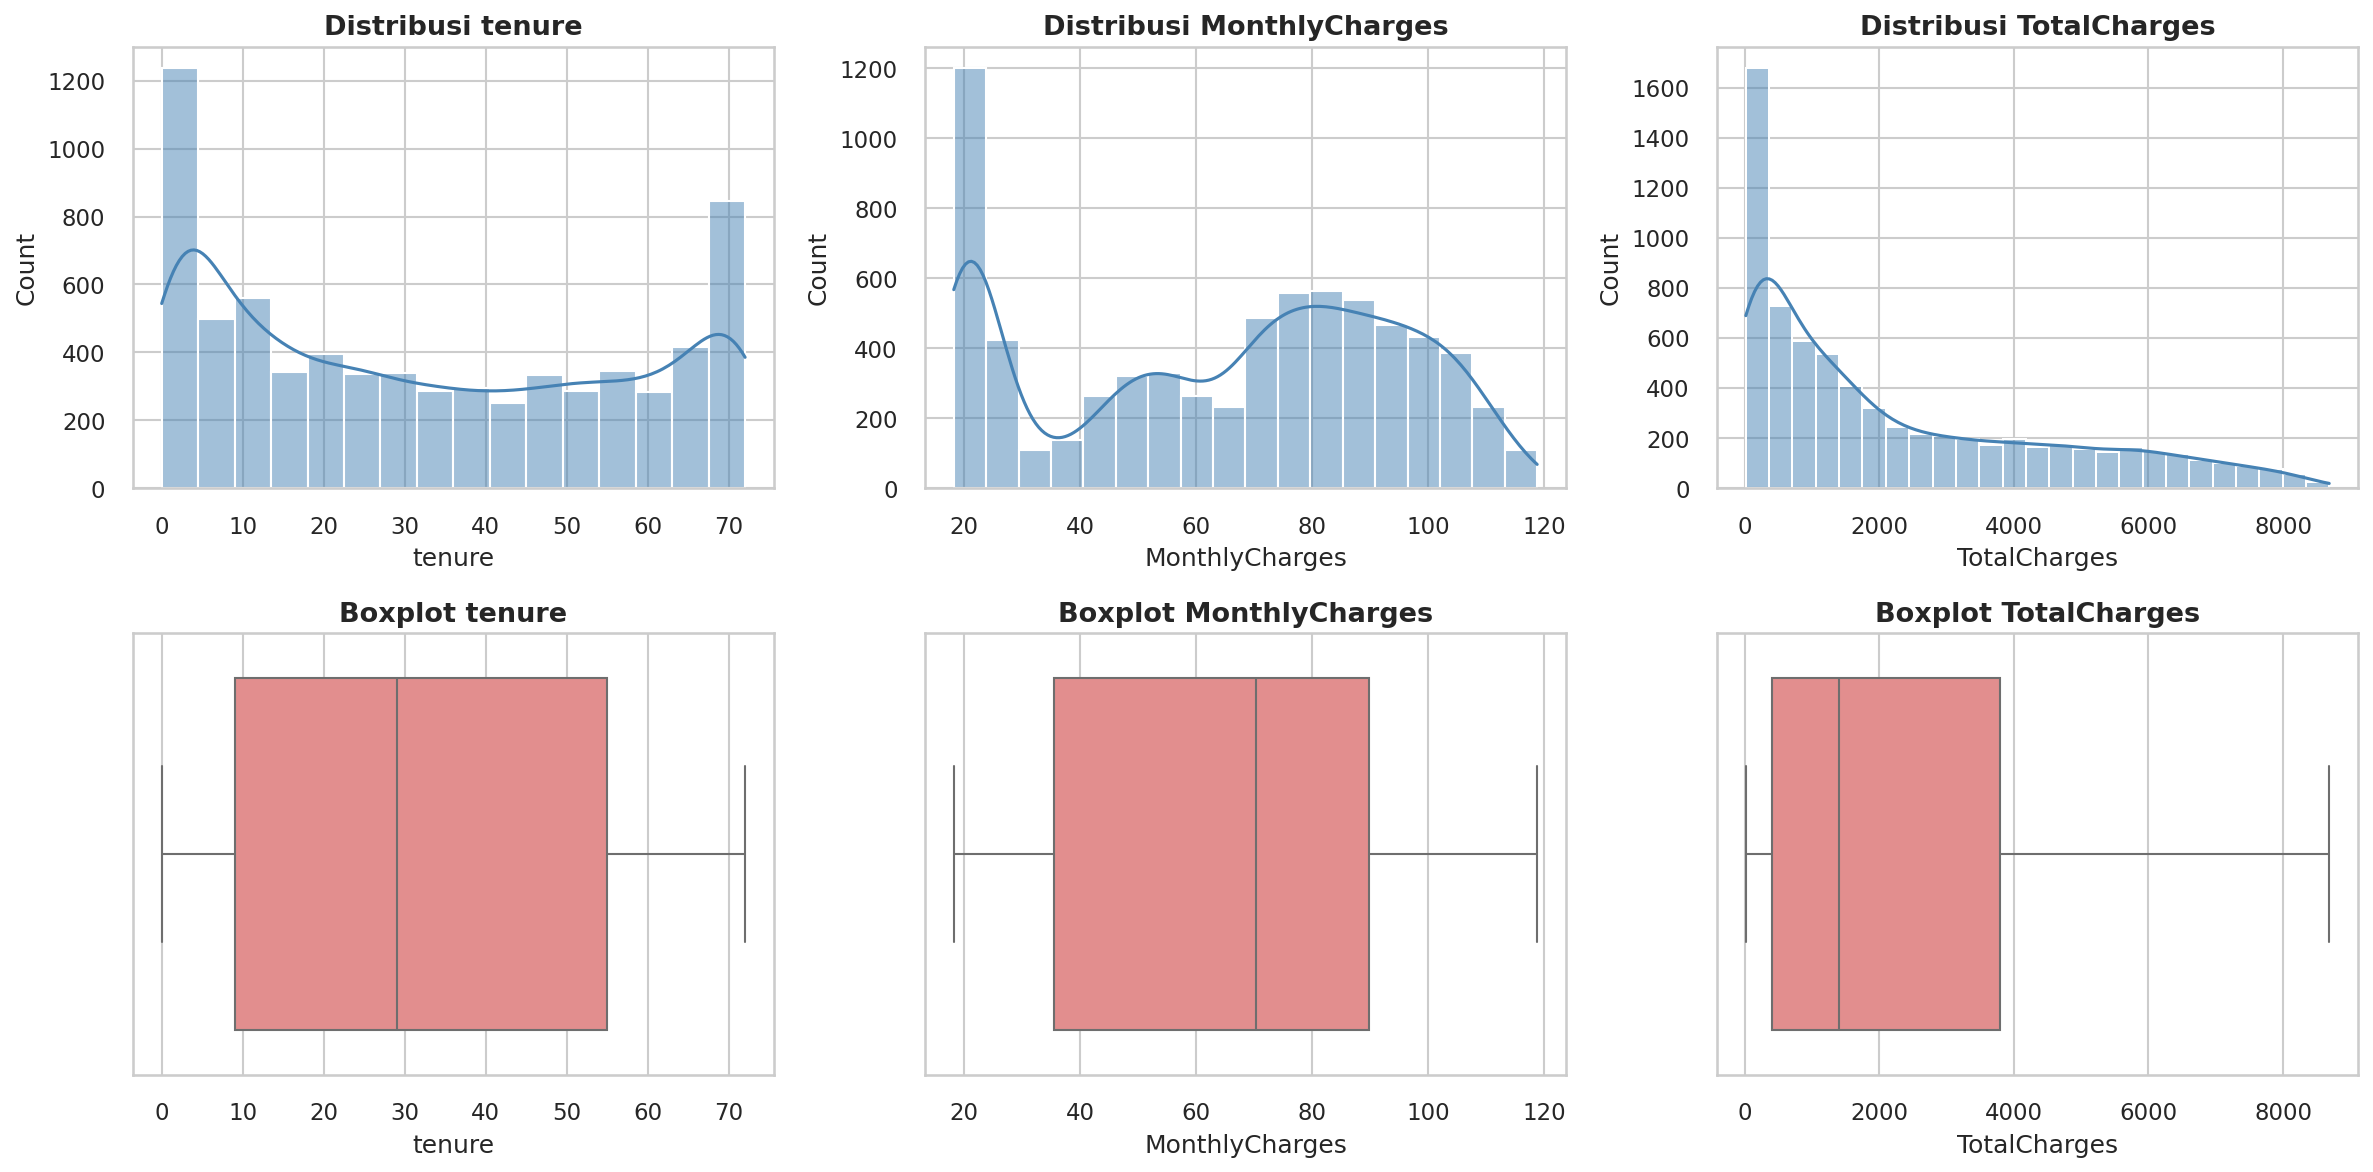 Distribusi tenure
1200
1000
800
600
400
200
0
Count
0 10 20 30 40 50 60 70
tenure
Distribusi MonthlyCharges
1200
1000
800
600
400
200
0
Count
20 40 60 80 100 120
MonthlyCharges
Distribusi TotalCharges
1600
1400
1200
1000
800
600
400
200
0
Count
0 2000 4000 6000 8000
TotalCharges
Boxplot tenure
0 10 20 30 40 50 60 70
tenure
Boxplot MonthlyCharges
20 40 60 80 100 120
MonthlyCharges
Boxplot TotalCharges
0 2000 4000 6000 8000
TotalCharges